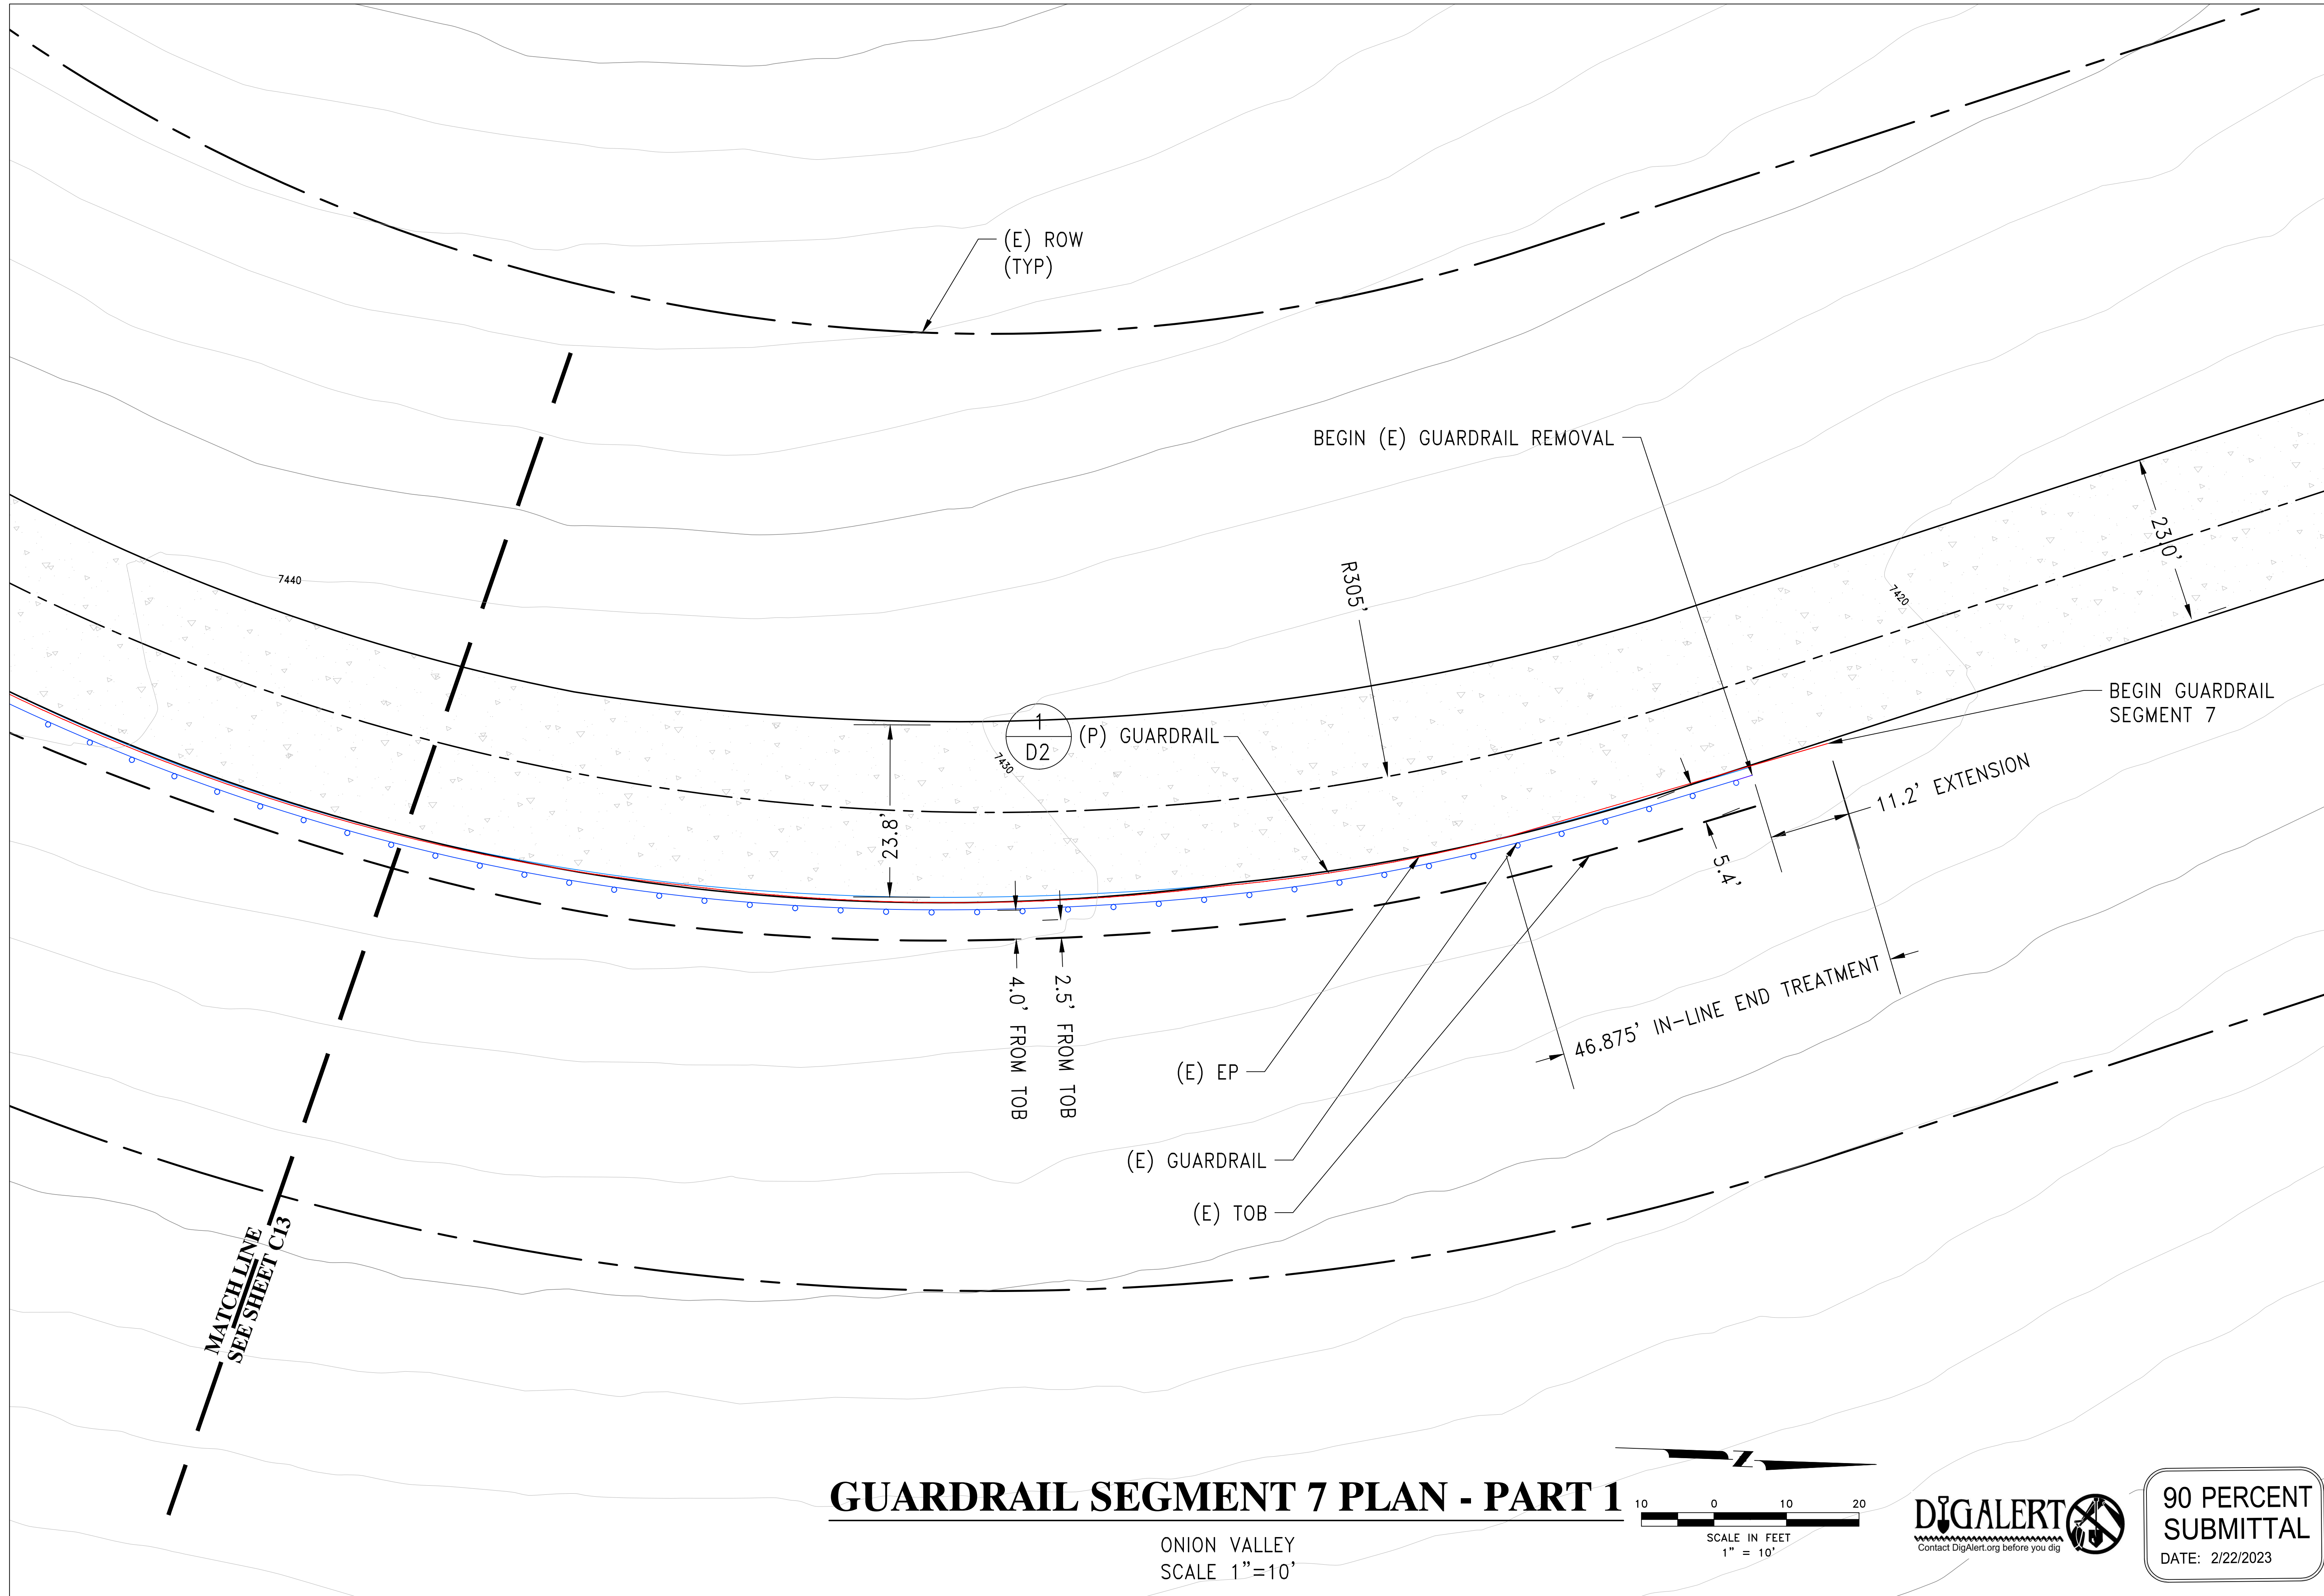 (E) ROW
(TYP)
BEGIN (E) GUARDRAIL REMOVAL
R305'
23.0'
7440
7420
BEGIN GUARDRAIL
SEGMENT 7
1
D2
(P) GUARDRAIL
7430
23.8'
11.2' EXTENSION
5.4'
4.0' FROM TOB
2.5' FROM TOB
46.875' IN-LINE END TREATMENT
(E) EP
(E) GUARDRAIL
(E) TOB
MATCH LINE
SEE SHEET C13
GUARDRAIL SEGMENT 7 PLAN - PART 1
ONION VALLEY
SCALE 1"=10'
Z
10 0 10 20
SCALE IN FEET
1" = 10'
DIGALERT
Contact DigAlert.org before you dig
90 PERCENT
SUBMITTAL
DATE: 2/22/2023